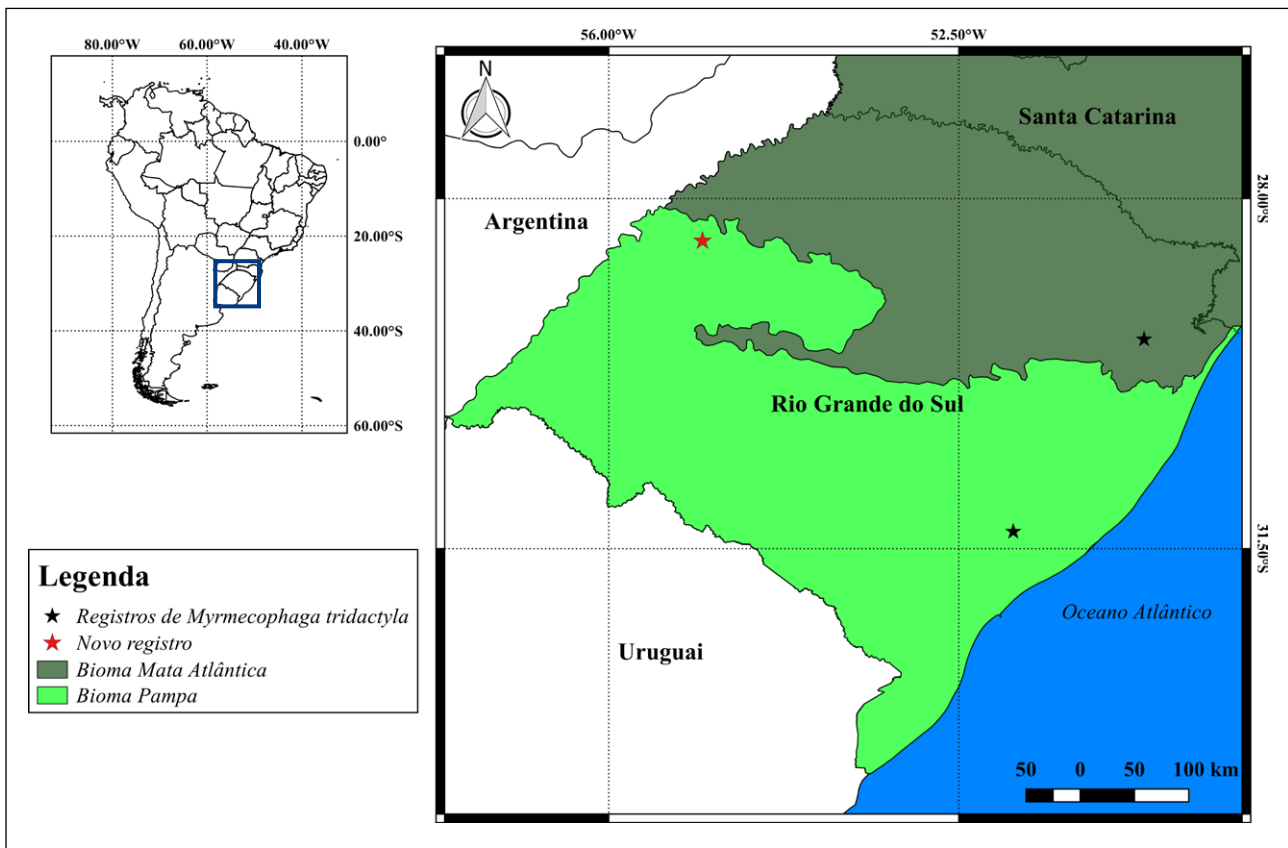 80.00°W 60.00°W 40.00°W
0.00°
20.00°S
40.00°S
60.00°S
56.00°W 52.50°W
N
Santa Catarina
28.00°S
Argentina
Rio Grande do Sul
31.50°S
Oceano Atlântico
Uruguai
50 0 50 100 km
Legenda
Registros de Myrmecophaga tridactyla
Novo registro
Bioma Mata Atlântica
Bioma Pampa